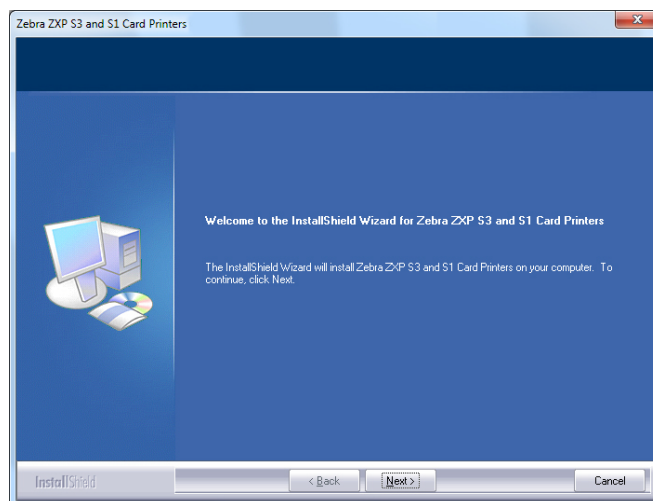 Zebra ZXP S3 and S1 Card Printers
Welcome to the InstallShield Wizard for Zebra ZXP S3 and S1 Card Printers
The InstallShield Wizard will install Zebra ZXP S3 and S1 Card Printers on your computer. To
continue, click Next.
InstallShield
< Back
Next >
Cancel